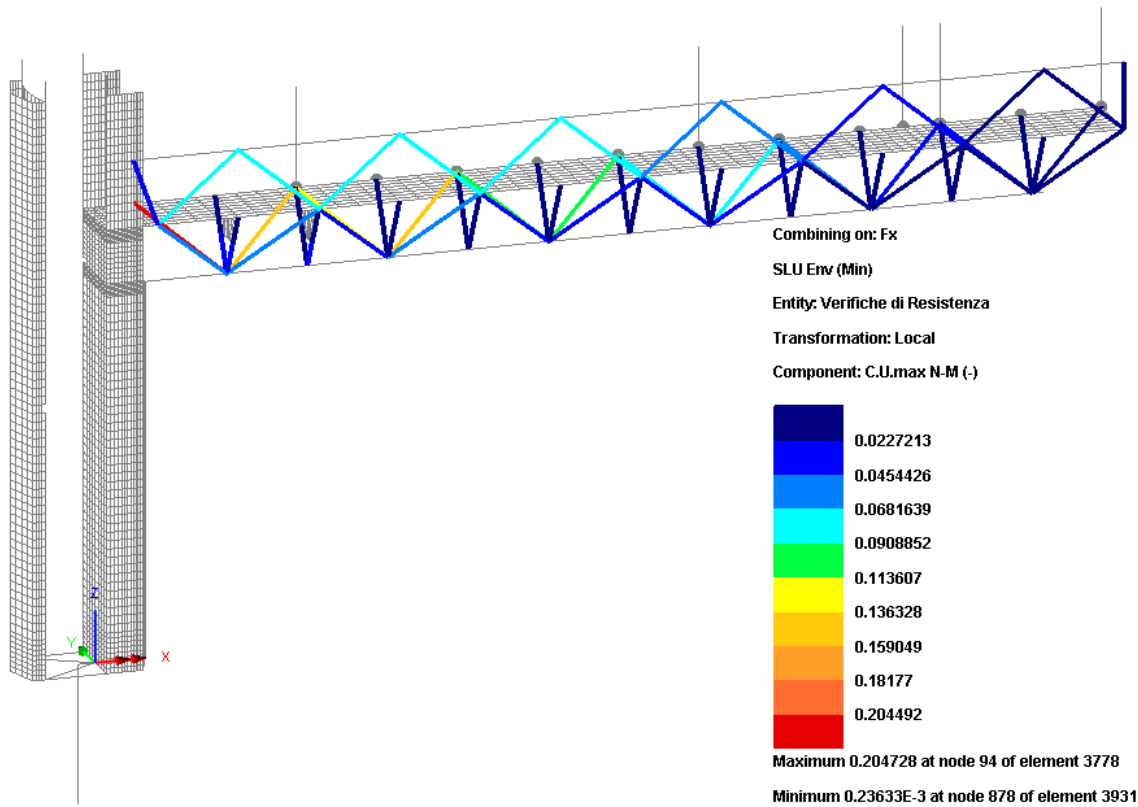 Combining on: Fx
SLU Env (Min)
Entity: Verifiche di Resistenza
Transformation: Local
Component: C.U.max N-M (-)
0.0227213
0.0454426
0.0681639
0.0908852
0.113607
0.136328
0.159049
0.18177
0.204492
Z
Y
X
Maximum 0.204728 at node 94 of element 3778
Minimum 0.23633E-3 at node 878 of element 3931